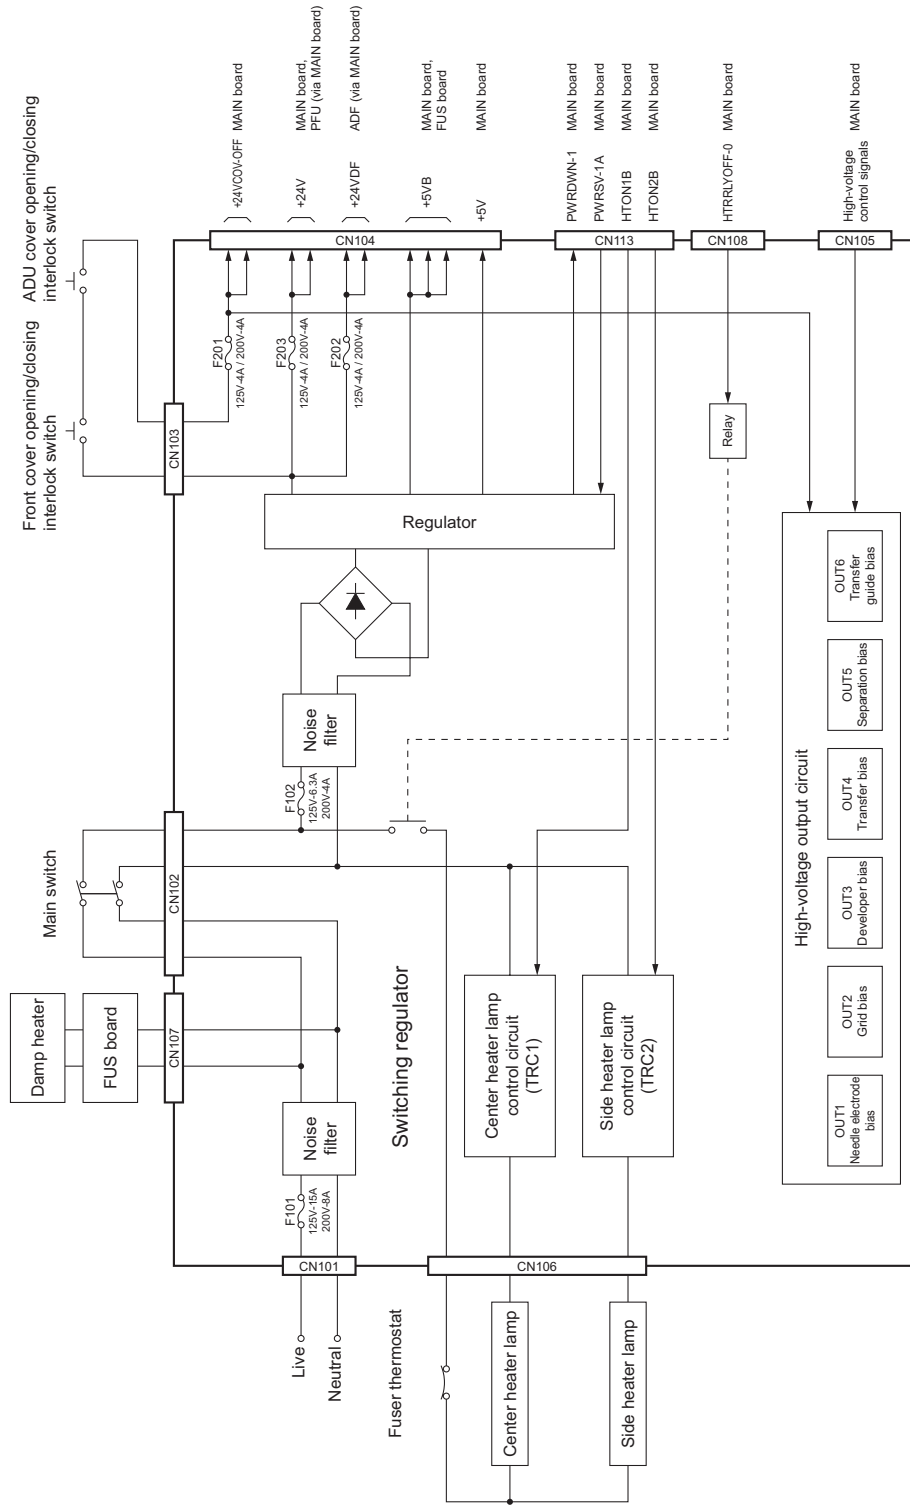 Live
Neutral
CN101
F101
125V-15A
200V-8A
Noise
filter
Damp heater
FUS board
CN107
Main switch
CN102
F102
125V-6.3A
200V-4A
Noise
filter
Regulator
Front cover opening/closing
interlock switch
ADU cover opening/closing
interlock switch
CN103
F201
125V-4A / 200V-4A
F203
125V-4A / 200V-4A
F202
125V-4A / 200V-4A
CN104
+24VCOV-OFF
MAIN board
+24V
MAIN board,
PFU (via MAIN board)
+24VDF
ADF (via MAIN board)
+5VB
MAIN board,
FUS board
+5V
MAIN board
CN113
PWRDWN-1
MAIN board
PWRSV-1A
MAIN board
HTON1B
MAIN board
HTON2B
MAIN board
CN108
HTRRLYOFF-0
MAIN board
CN105
High-voltage
control signals
MAIN board
Relay
Switching regulator
Fuser thermostat
CN106
Center heater lamp
Side heater lamp
Center heater lamp
control circuit
(TRC1)
Side heater lamp
control circuit
(TRC2)
High-voltage output circuit
OUT1
Needle electrode
bias
OUT2
Grid bias
OUT3
Developer bias
OUT4
Transfer bias
OUT5
Separation bias
OUT6
Transfer
guide bias